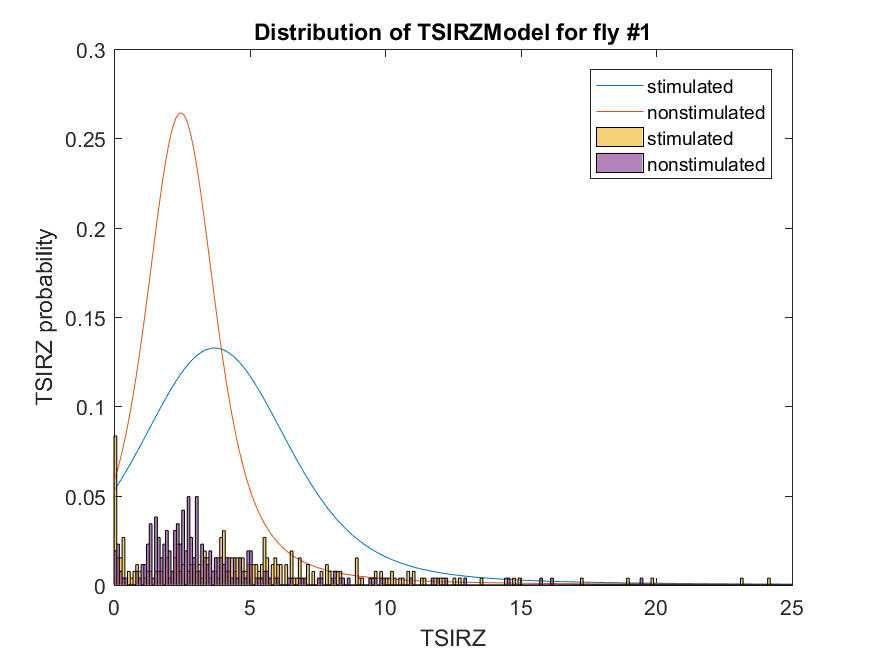 Distribution of TSIRZModel for fly #1
0.3
0.25
0.2
0.15
0.1
0.05
0
TSIRZ probability
stimulated
nonstimulated
stimulated
nonstimulated
0 5 10 15 20 25
TSIRZ